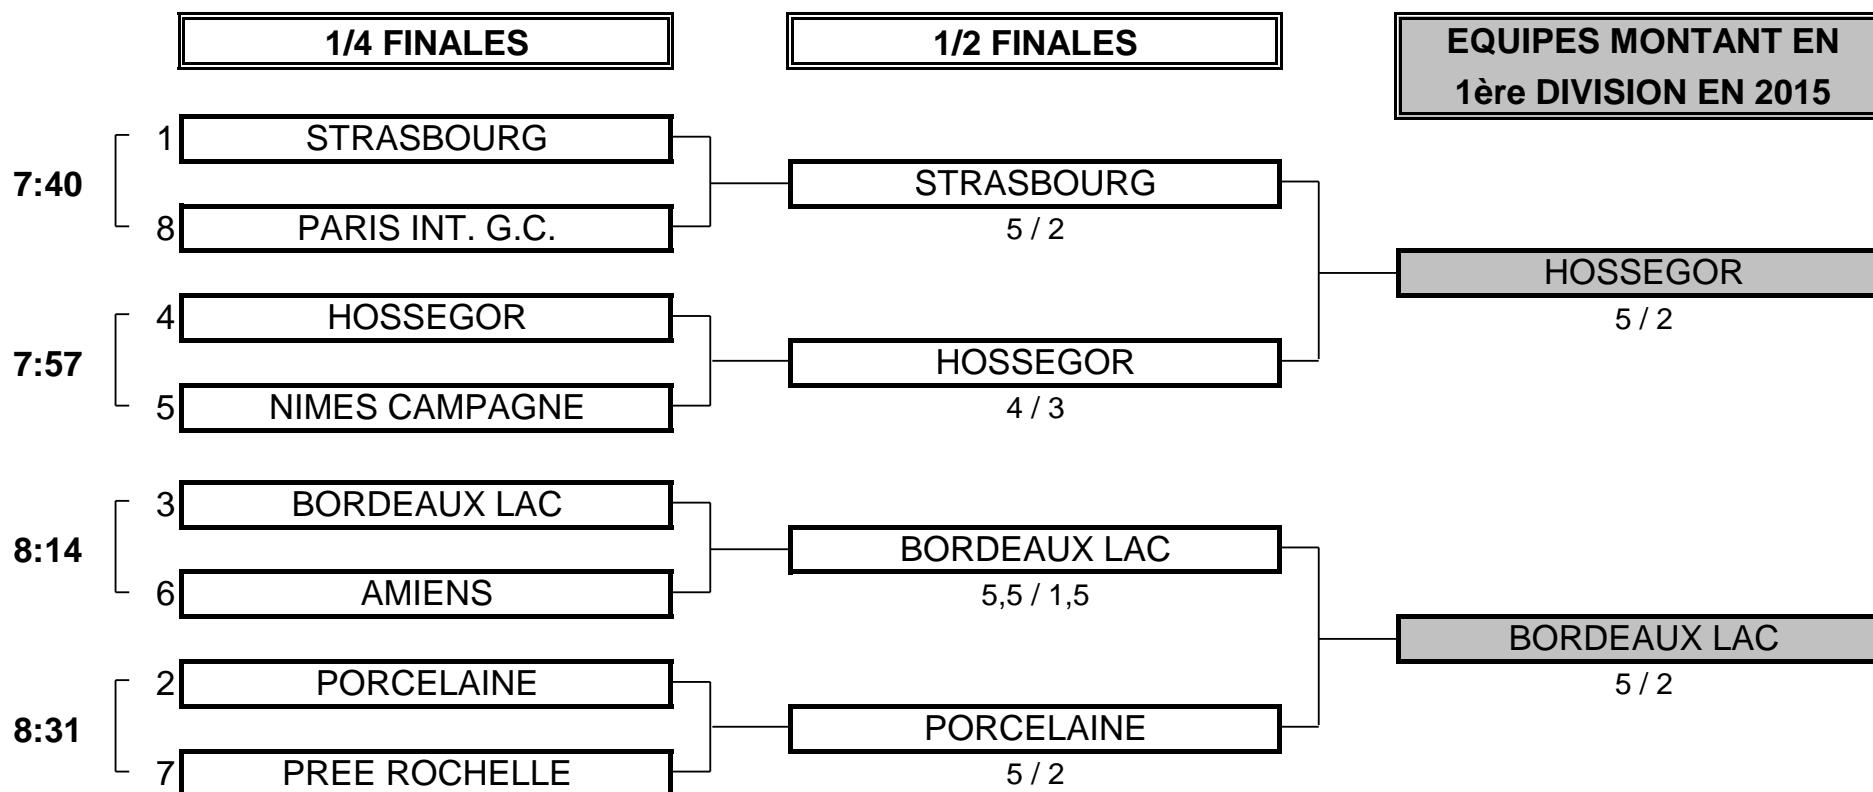 1/4 FINALES
1/2 FINALES
EQUIPES MONTANT EN
1ère DIVISION EN 2015
7:40
1 STRASBOURG
8 PARIS INT. G.C.
STRASBOURG
5 / 2
7:57
4 HOSSEGOR
5 NIMES CAMPAGNE
HOSSEGOR
4 / 3
HOSSEGOR
5 / 2
8:14
3 BORDEAUX LAC
6 AMIENS
BORDEAUX LAC
5,5 / 1,5
8:31
2 PORCELAINE
7 PREE ROCHELLE
PORCELAINE
5 / 2
BORDEAUX LAC
5 / 2